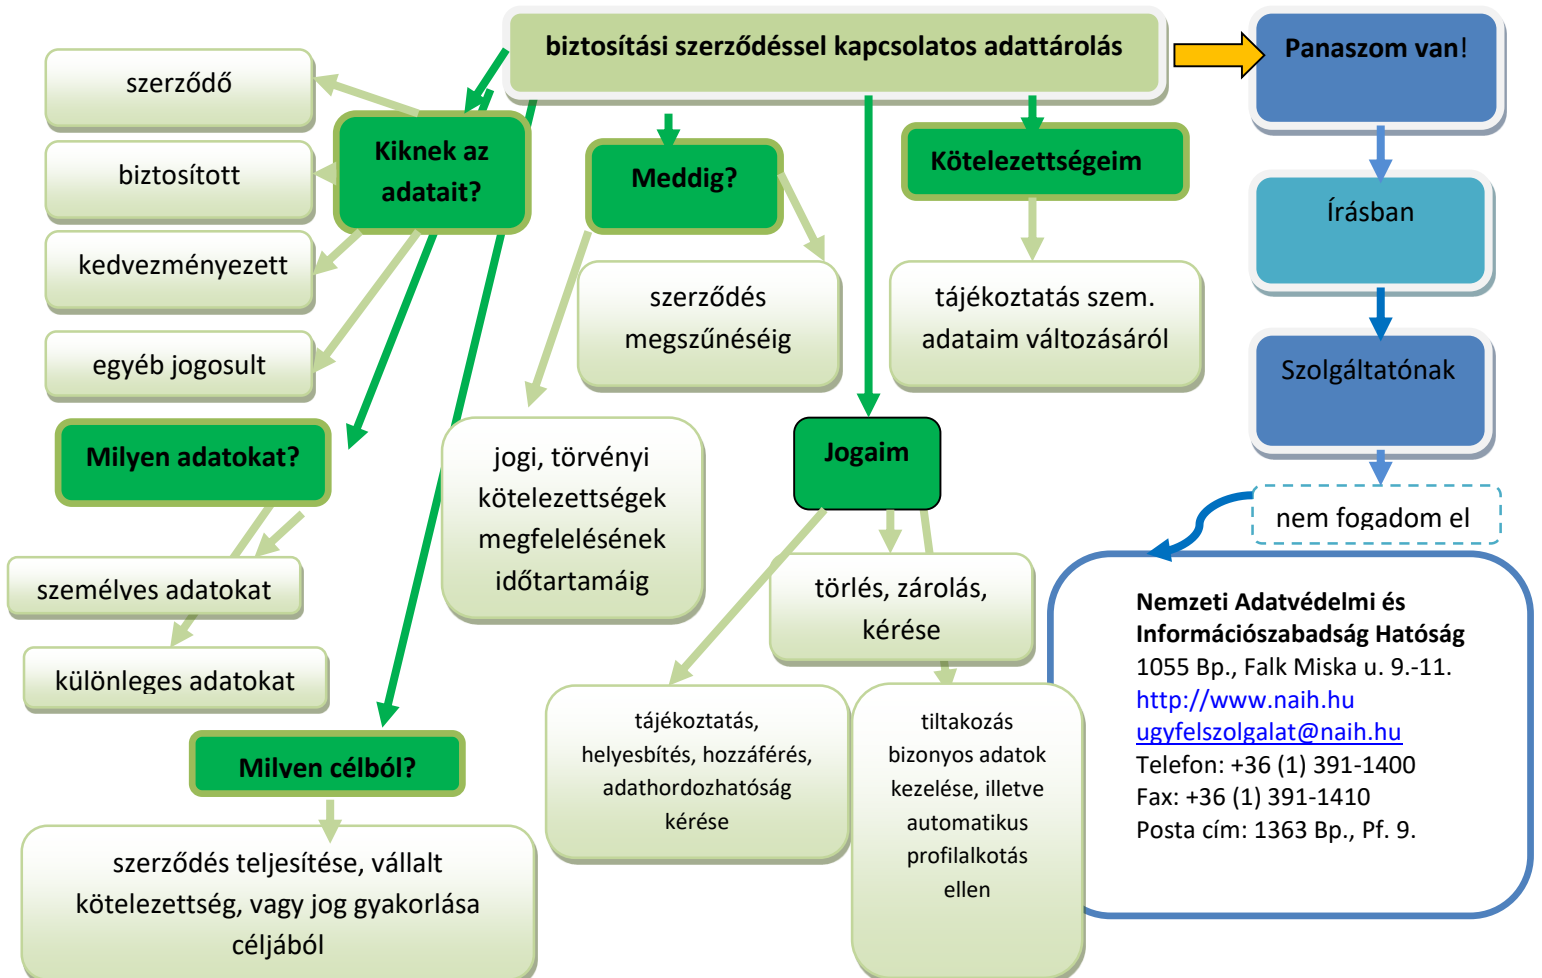 biztosítási szerződéssel kapcsolatos adattárolás
Panaszom van!
szerződő
biztosított
kedvezményezett
egyéb jogosult
Kiknek az
adatait?
Meddig?
Kötelezettségeim
Írásban
szerződés
megszűnéséig
tájékoztatás szem.
adataim változásáról
Szolgáltatónak
Milyen adatokat?
jogi, törvényi
kötelezettségek
megfelelésének
időtartamáig
Jogaim
nem fogadom el
személyes adatokat
különleges adatokat
törlés, zárolás,
kérése
Nemzeti Adatvédelmi és
Információszabadság Hatóság
1055 Bp., Falk Miska u. 9.-11.
http://www.naih.hu
ugyfelszolgalat@naih.hu
Telefon: +36 (1) 391-1400
Fax: +36 (1) 391-1410
Posta cím: 1363 Bp., Pf. 9.
Milyen célból?
tájékoztatás,
helyesbítés, hozzáférés,
adathordozhatóság
kérése
tiltakozás
bizonyos adatok
kezelése, illetve
automatikus
profilalkotás
ellen
szerződés teljesítése, vállalt
kötelezettség, vagy jog gyakorlása
céljából